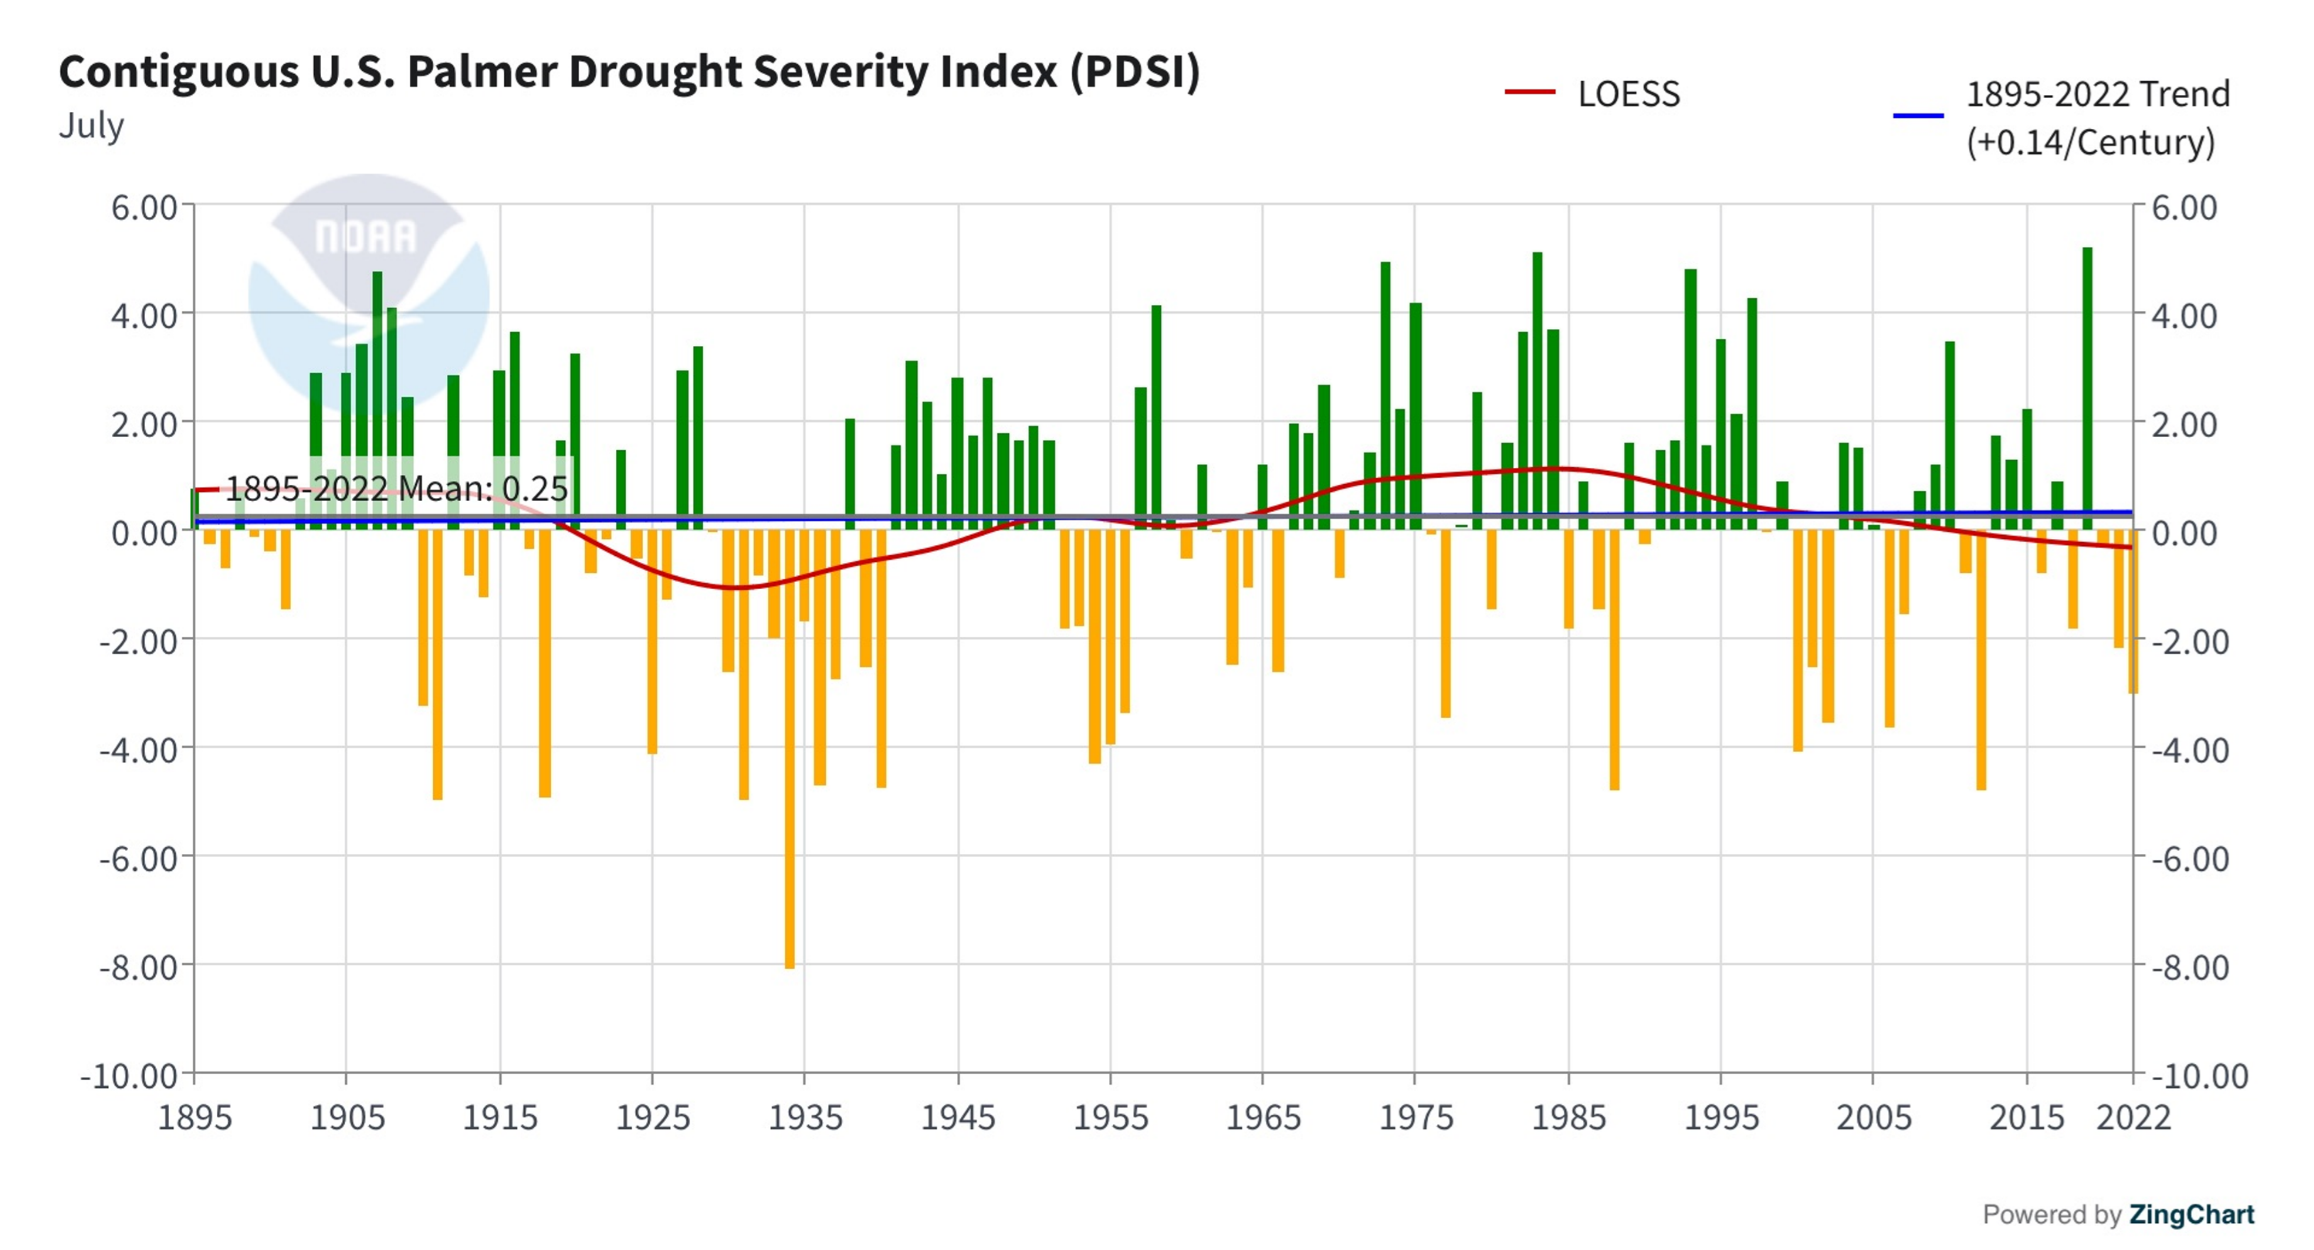 Contiguous U.S. Palmer Drought Severity Index (PDSI)
July
LOESS
1895-2022 Trend
(+0.14/Century)
NOAA
6.00 6.00
4.00 4.00
2.00 2.00
1895-2022 Mean: 0.25
0.00 0.00
-2.00 -2.00
-4.00 -4.00
-6.00 -6.00
-8.00 -8.00
-10.00 -10.00
1895 1905 1915 1925 1935 1945 1955 1965 1975 1985 1995 2005 2015 2022
Powered by ZingChart